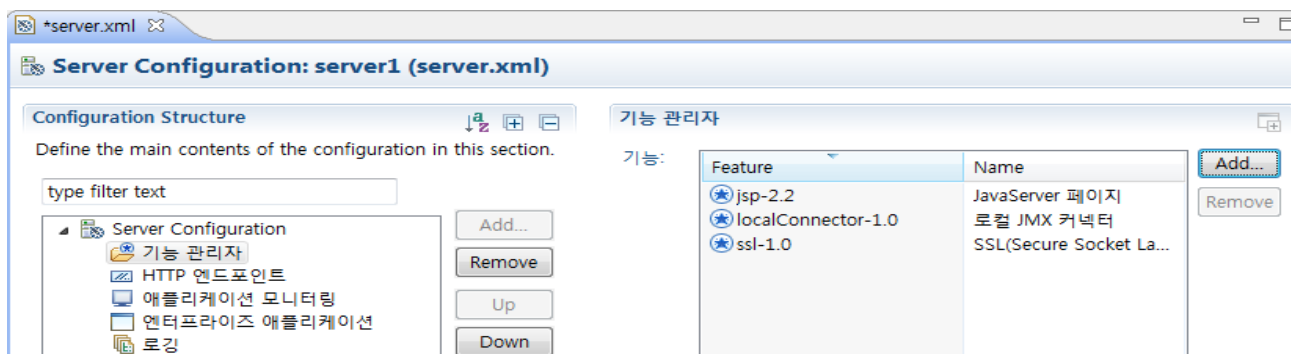 *server.xml
Server Configuration: server1 (server.xml)
Configuration Structure
Define the main contents of the configuration in this section.
type filter text
Server Configuration
기능 관리자
HTTP 엔드포인트
애플리케이션 모니터링
엔터프라이즈 애플리케이션
로깅
Add...
Remove
Up
Down
기능 관리자
기능:
Feature Name
jsp-2.2 JavaServer 페이지
localConnector-1.0 로컬 JMX 커넥터
ssl-1.0 SSL(Secure Socket La...
Add...
Remove